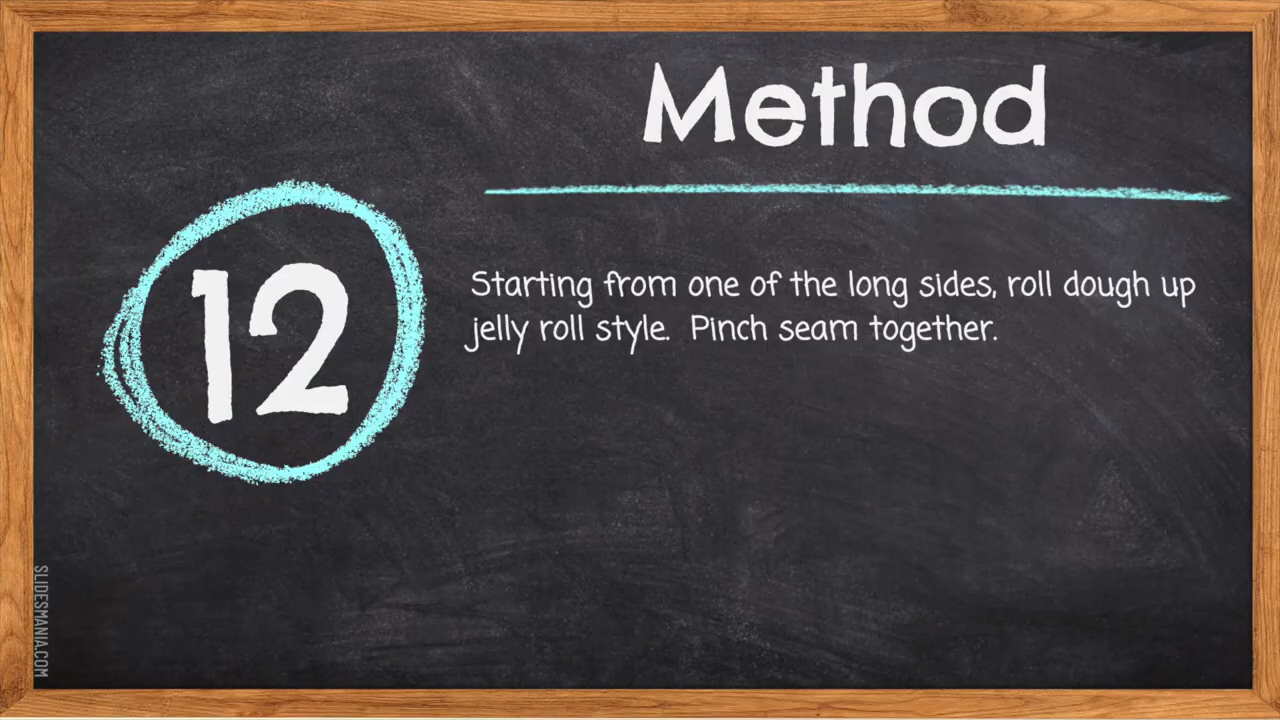 Method
12
Starting from one of the long sides, roll dough up
jelly roll style.  Pinch seam together.
SLIDESMANIA.COM